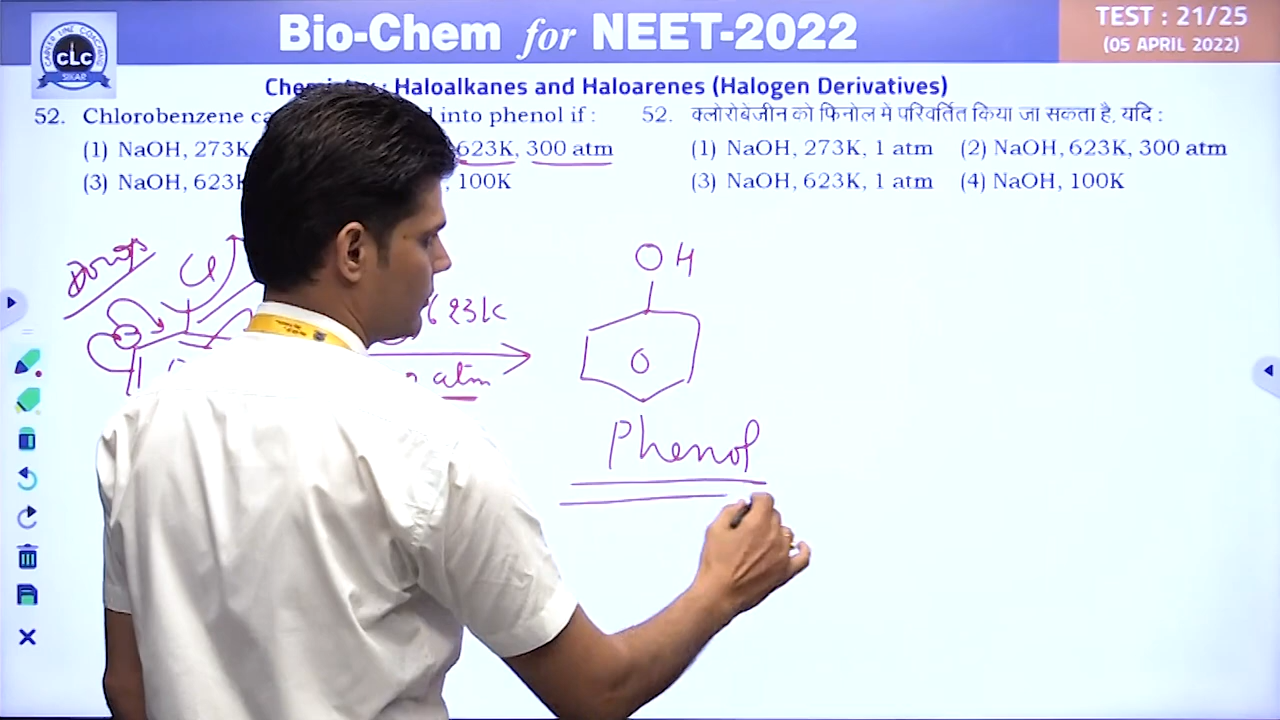 Bio-Chem for NEET-2022
TEST : 21/25
(05 APRIL 2022)
CAREER LINE COACHING
CLC
SIKAR
Haloalkanes and Haloarenes (Halogen Derivatives)
52. Chlorobenzene into phenol if :
(1) NaOH, 273K 623K, 300 atm
(3) NaOH, 623K , 100K
52. क्लोरोबेंजीन को फिनोल मे परिवर्तित किया जा सकता है, यदि :
(1) NaOH, 273K, 1 atm (2) NaOH, 623K, 300 atm
(3) NaOH, 623K, 1 atm (4) NaOH, 100K
Cl
623K
atm
OH
Phenol